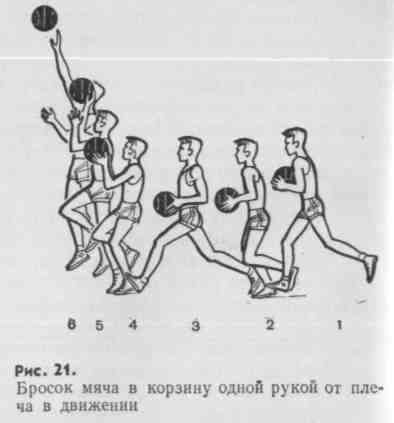 6 5 4 3 2 1
Рис. 21.
Бросок мяча в корзину одной рукой от пле-
ча в движении